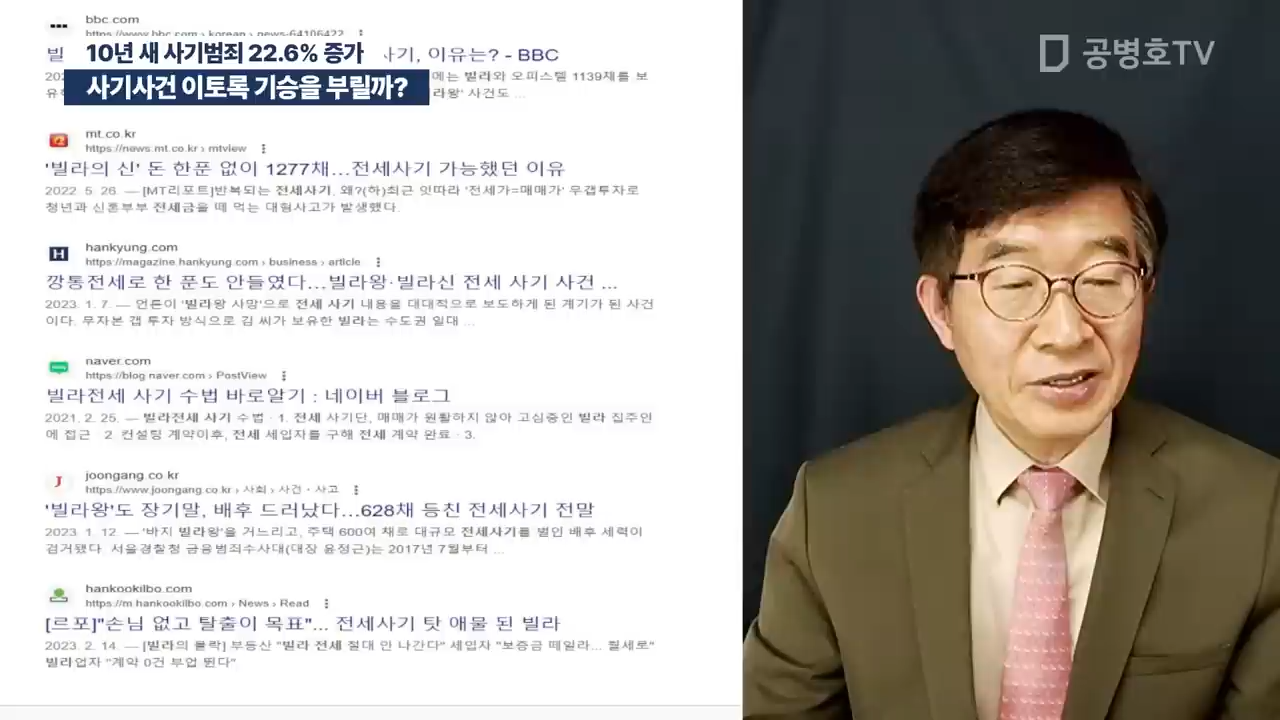 bbc.com
https://www.bbc.com › korean › news-64106422
빌
10년 새 사기범죄 22.6% 증가
사기, 이유는? - BBC
에는 빌라와 오피스텔 1139채를 보
사기사건 이토록 기승을 부릴까?
라왕' 사건도 ...
공병호TV
mt.co.kr
https://news.mt.co.kr › mtview
'빌라의 신' 돈 한푼 없이 1277채...전세사기 가능했던 이유
2022. 5. 26. — [MT리포트]반복되는 전세사기, 왜?(하)최근 잇따라 '전세가=매매가' 무갭투자로
청년과 신혼부부 전세금을 떼 먹는 대형사고가 발생했다.
hankyung.com
https://magazine.hankyung.com › business › article
깡통전세로 한 푼도 안들였다...빌라왕·빌라신 전세 사기 사건 ...
2023. 1. 7. — 언론이 '빌라왕 사망'으로 전세 사기 내용을 대대적으로 보도하게 된 계기가 된 사건
이다. 무자본 갭 투자 방식으로 김 씨가 보유한 빌라는 수도권 일대 ...
naver.com
https://blog.naver.com › PostView
빌라전세 사기 수법 바로알기 : 네이버 블로그
2021. 2. 25. — 빌라전세 사기 수법 · 1. 전세 사기단, 매매가 원활하지 않아 고심중인 빌라 집주인
에 접근 · 2. 컨설팅 계약이후, 전세 세입자를 구해 전세 계약 완료 · 3.
joongang.co.kr
https://www.joongang.co.kr › 사회 › 사건 · 사고
'빌라왕'도 장기말, 배후 드러났다...628채 등친 전세사기 전말
2023. 1. 12. — '바지 빌라왕'을 거느리고, 주택 600여 채로 대규모 전세사기를 벌인 배후 세력이
검거됐다. 서울경찰청 금융범죄수사대(대장 윤정근)는 2017년 7월부터 ...
hankookilbo.com
https://m.hankookilbo.com › News › Read
[르포]"손님 없고 탈출이 목표"... 전세사기 탓 애물 된 빌라
2023. 2. 14. — [빌라의 몰락] 부동산 "빌라 전세 절대 안 나간다" 세입자 "보증금 떼일라... 월세로"
빌라업자 "계약 0건 부업 뛴다"